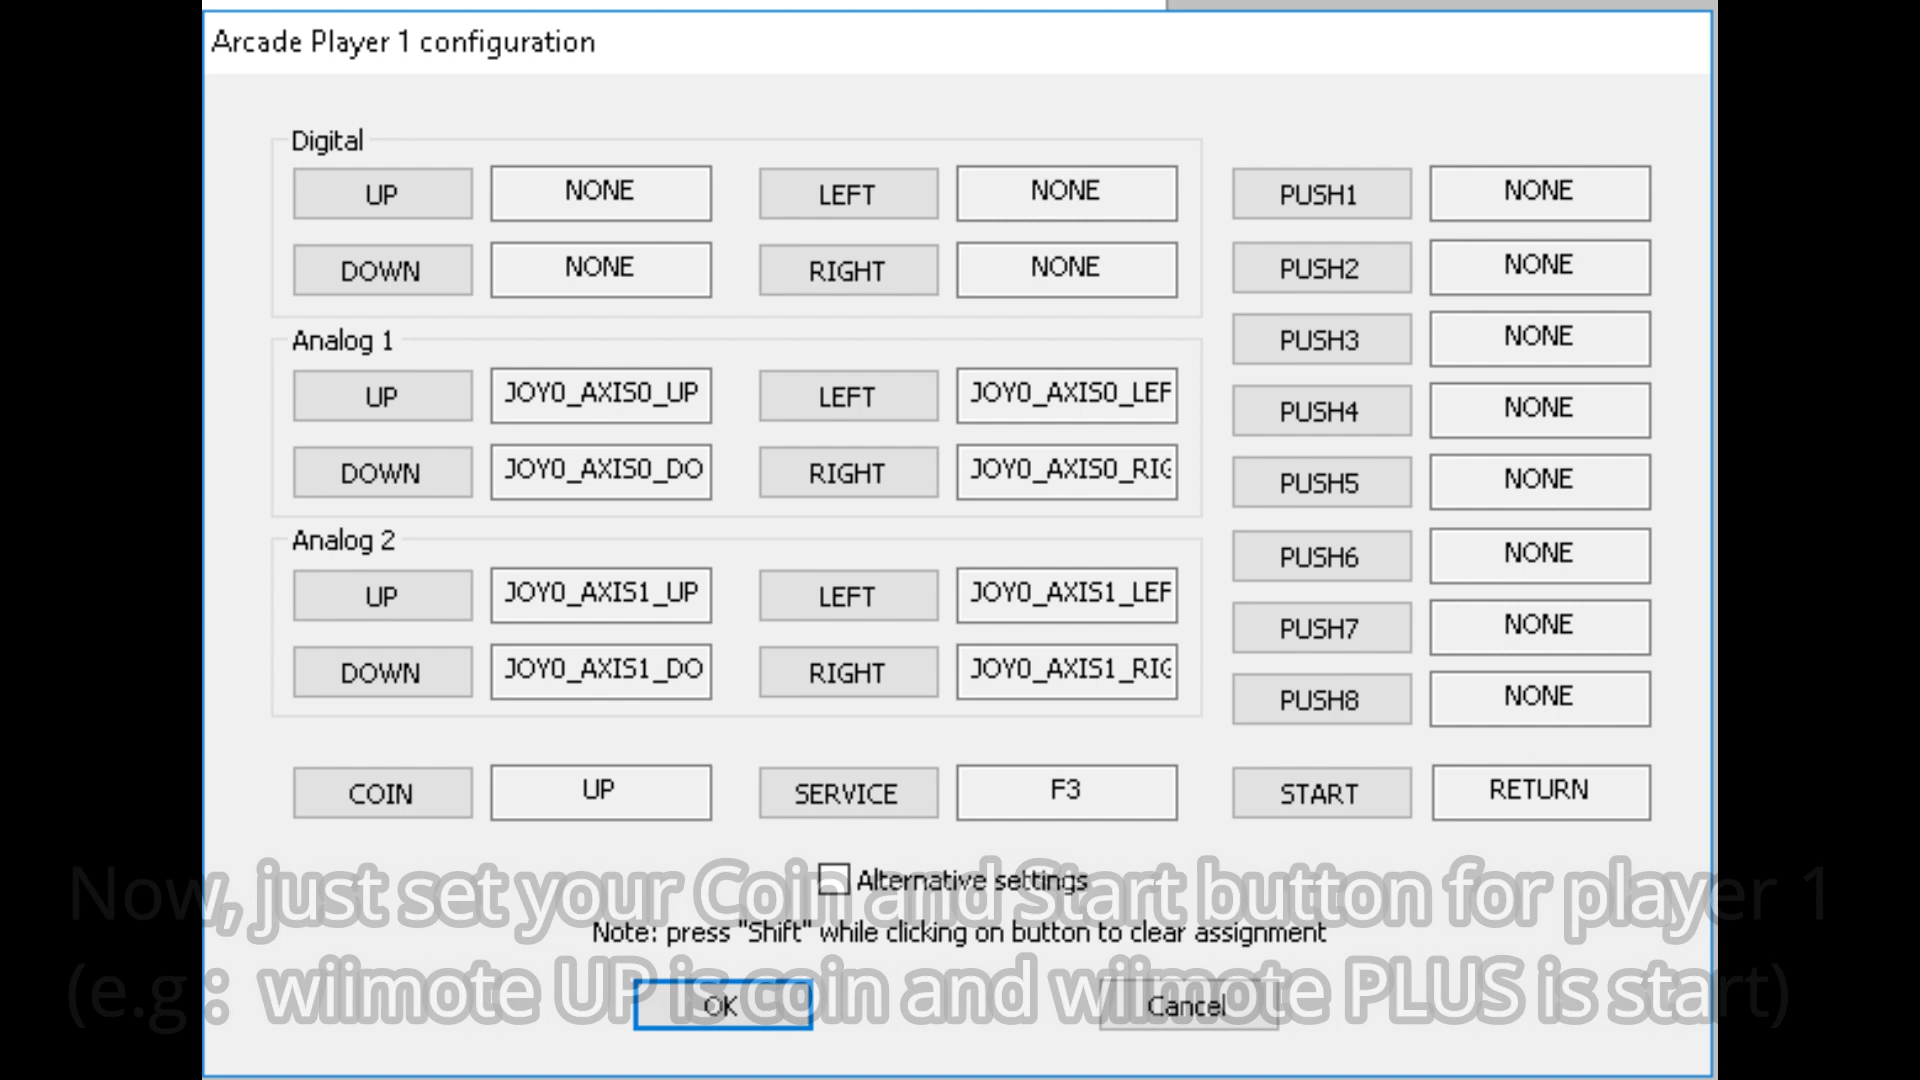 Arcade Player 1 configuration
Digital
UP NONE LEFT NONE PUSH1 NONE
DOWN NONE RIGHT NONE PUSH2 NONE
PUSH3 NONE
Analog 1
UP JOY0_AXIS0_UP LEFT JOY0_AXIS0_LEF PUSH4 NONE
DOWN JOY0_AXIS0_DO RIGHT JOY0_AXIS0_RIG PUSH5 NONE
Analog 2
PUSH6 NONE
UP JOY0_AXIS1_UP LEFT JOY0_AXIS1_LEF PUSH7 NONE
DOWN JOY0_AXIS1_DO RIGHT JOY0_AXIS1_RIG PUSH8 NONE
COIN UP SERVICE F3 START RETURN
Alternative settings
Now, just set your Coin and Start button for player 1
Note: press "Shift" while clicking on button to clear assignment
(e.g: wiimote UP is coin and wiimote PLUS is start)
OK Cancel